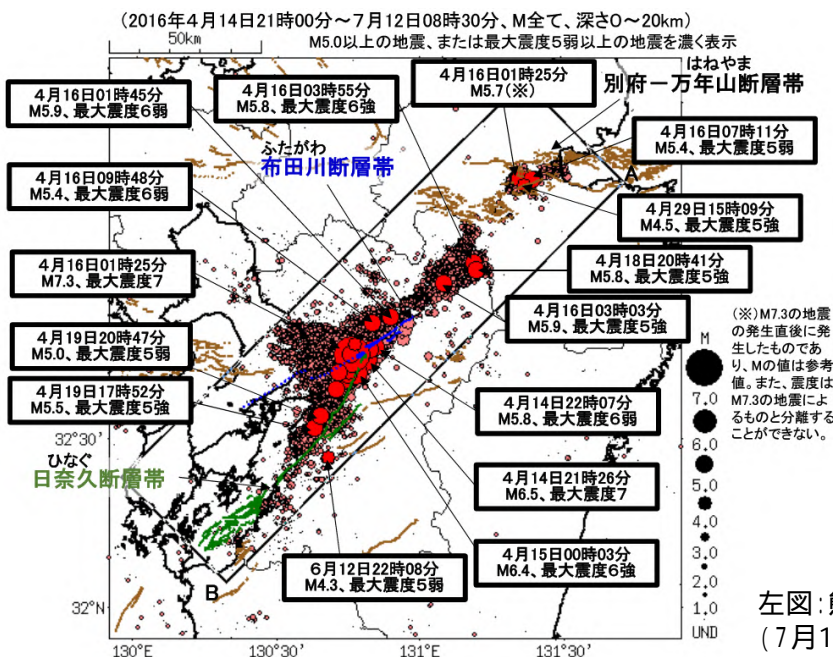 (2016年4月14日21時00分～7月12日08時30分、M全て、深さ0～20km)
50km
M5.0以上の地震、または最大震度5弱以上の地震を濃く表示
4月16日01時45分
M5.9、最大震度6弱
4月16日03時55分
M5.8、最大震度6強
4月16日01時25分
M5.7(※)
はねやま
別府－万年山断層帯
4月16日07時11分
M5.4、最大震度5弱
ふたがわ
布田川断層帯
4月16日09時48分
M5.4、最大震度6弱
A
4月29日15時09分
M4.5、最大震度5強
4月16日01時25分
M7.3、最大震度7
4月18日20時41分
M5.8、最大震度5強
4月16日03時03分
M5.9、最大震度5強
4月19日20時47分
M5.0、最大震度5弱
4月19日17時52分
M5.5、最大震度5強
4月14日22時07分
M5.8、最大震度6弱
4月14日21時26分
M6.5、最大震度7
4月15日00時03分
M6.4、最大震度6強
6月12日22時08分
M4.3、最大震度5弱
ひなぐ
日奈久断層帯
B
32°30′
32°N
130°E
130°30′
131°E
131°30′
(※)M7.3の地震
の発生直後に発
生したものであ
り、Mの値は参考
値。また、震度は
M7.3の地震によ
るものと分離する
ことができない。
M
7.0
6.0
5.0
4.0
3.0
2.0
1.0
UND
左図:
(7月1